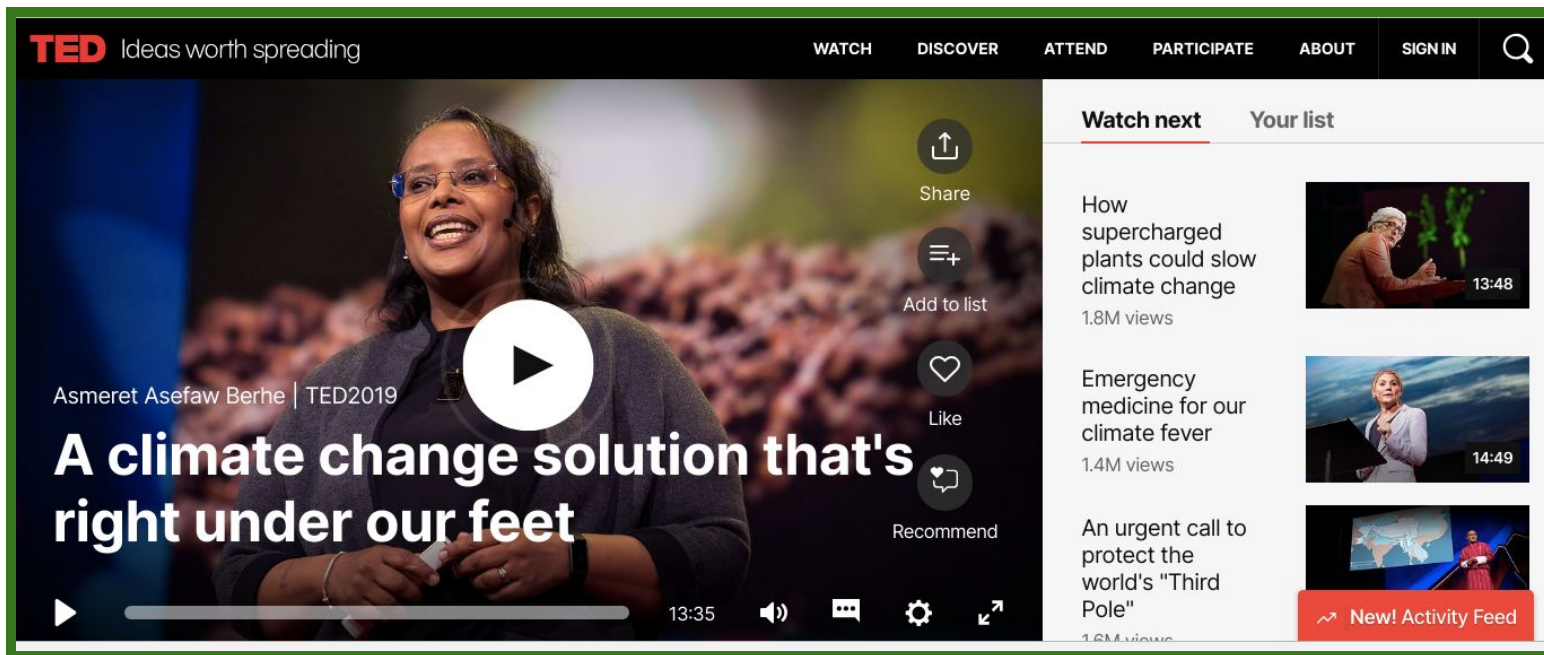 TED Ideas worth spreading
WATCH DISCOVER ATTEND PARTICIPATE ABOUT SIGN IN
Share
Add to list
Like
Recommend
Asmeret Asefaw Berhe | TED2019
A climate change solution that's
right under our feet
13:35
Watch next Your list
How
supercharged
plants could slow
climate change
1.8M views
13:48
Emergency
medicine for our
climate fever
1.4M views
14:49
An urgent call to
protect the
world's "Third
Pole"
1.6M views
New! Activity Feed